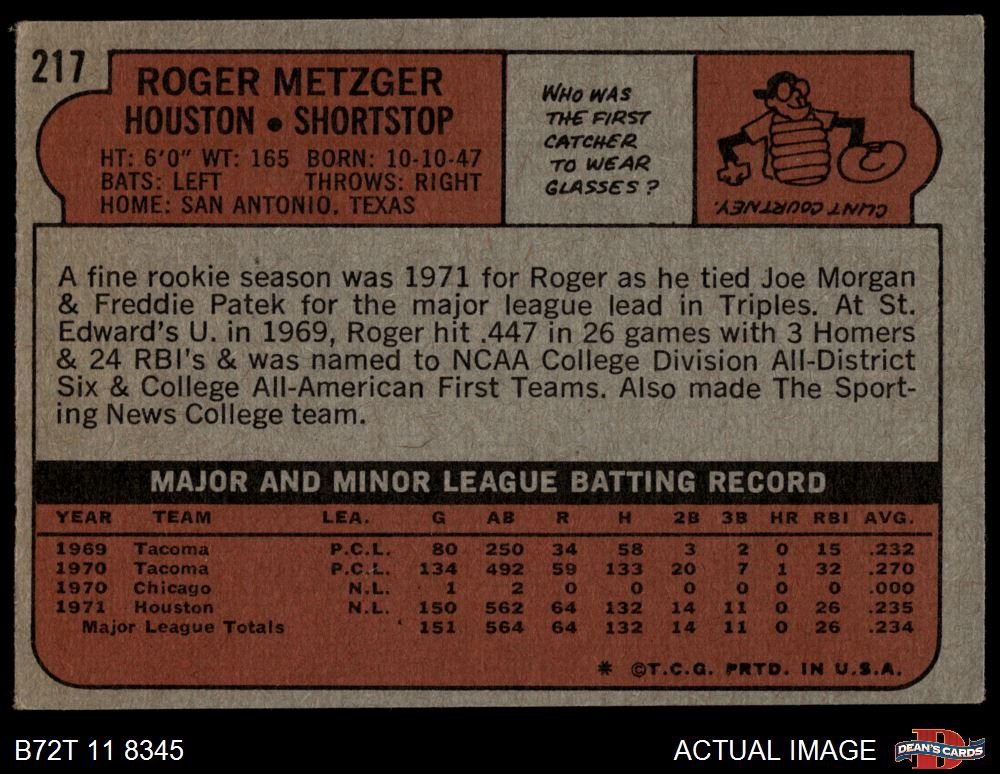 217
ROGER METZGER
HOUSTON • SHORTSTOP
HT: 6'0" WT: 165 BORN: 10-10-47
BATS: LEFT THROWS: RIGHT
HOME: SAN ANTONIO, TEXAS
WHO WAS
THE FIRST
CATCHER
TO WEAR
GLASSES?
CLINT COURTNEY.
A fine rookie season was 1971 for Roger as he tied Joe Morgan
& Freddie Patek for the major league lead in Triples. At St.
Edward's U. in 1969, Roger hit .447 in 26 games with 3 Homers
& 24 RBI's & was named to NCAA College Division All-District
Six & College All-American First Teams. Also made The Sport-
ing News College team.
MAJOR AND MINOR LEAGUE BATTING RECORD
YEAR TEAM LEA. G AB R H 2B 3B HR RBI AVG.
1969 Tacoma P.C.L. 80 250 34 58 3 2 0 15 .232
1970 Tacoma P.C.L. 134 492 59 133 20 7 1 32 .270
1970 Chicago N.L. 1 2 0 0 0 0 0 0 .000
1971 Houston N.L. 150 562 64 132 14 11 0 26 .235
Major League Totals 151 564 64 132 14 11 0 26 .234
* ©T.C.G. PRTD. IN U.S.A.
B72T 11 8345
ACTUAL IMAGE
D
DEAN'S CARDS